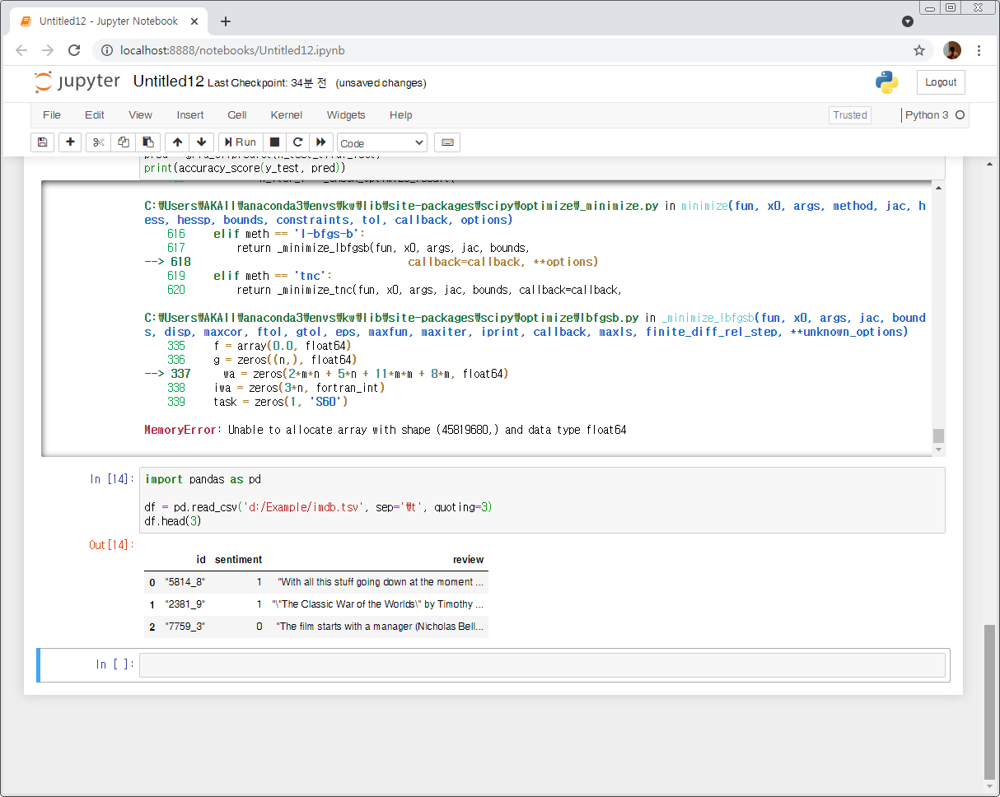 Untitled12 - Jupyter Notebook
localhost:8888/notebooks/Untitled12.ipynb
jupyter Untitled12 Last Checkpoint: 34분 전 (unsaved changes)
Logout
File Edit View Insert Cell Kernel Widgets Help
Trusted Python 3
Run Code
print(accuracy_score(y_test, pred))
C:\Users\AKAII\anaconda3\envs\kw\lib\site-packages\scipy\optimize\_minimize.py in minimize(fun, x0, args, method, jac, h
ess, hessp, bounds, constraints, tol, callback, options)
616 elif meth == 'l-bfgs-b':
617 return _minimize_lbfgsb(fun, x0, args, jac, bounds,
--> 618 callback=callback, **options)
619 elif meth == 'tnc':
620 return _minimize_tnc(fun, x0, args, jac, bounds, callback=callback,
C:\Users\AKAII\anaconda3\envs\kw\lib\site-packages\scipy\optimize\lbfgsb.py in _minimize_lbfgsb(fun, x0, args, jac, bound
s, disp, maxcor, ftol, gtol, eps, maxfun, maxiter, iprint, callback, maxls, finite_diff_rel_step, **unknown_options)
335 f = array(0.0, float64)
336 g = zeros((n,), float64)
--> 337 wa = zeros(2*m*n + 5*n + 11*m*m + 8*m, float64)
338 iwa = zeros(3*n, fortran_int)
339 task = zeros(1, 'S60')
MemoryError: Unable to allocate array with shape (45819680,) and data type float64
In [14]: import pandas as pd
df = pd.read_csv('d:/Example/imdb.tsv', sep='\t', quoting=3)
df.head(3)
Out[14]:
id sentiment review
0 "5814_8" 1 "With all this stuff going down at the moment ...
1 "2381_9" 1 "\"The Classic War of the Worlds\" by Timothy ...
2 "7759_3" 0 "The film starts with a manager (Nicholas Bell...
In [ ]: